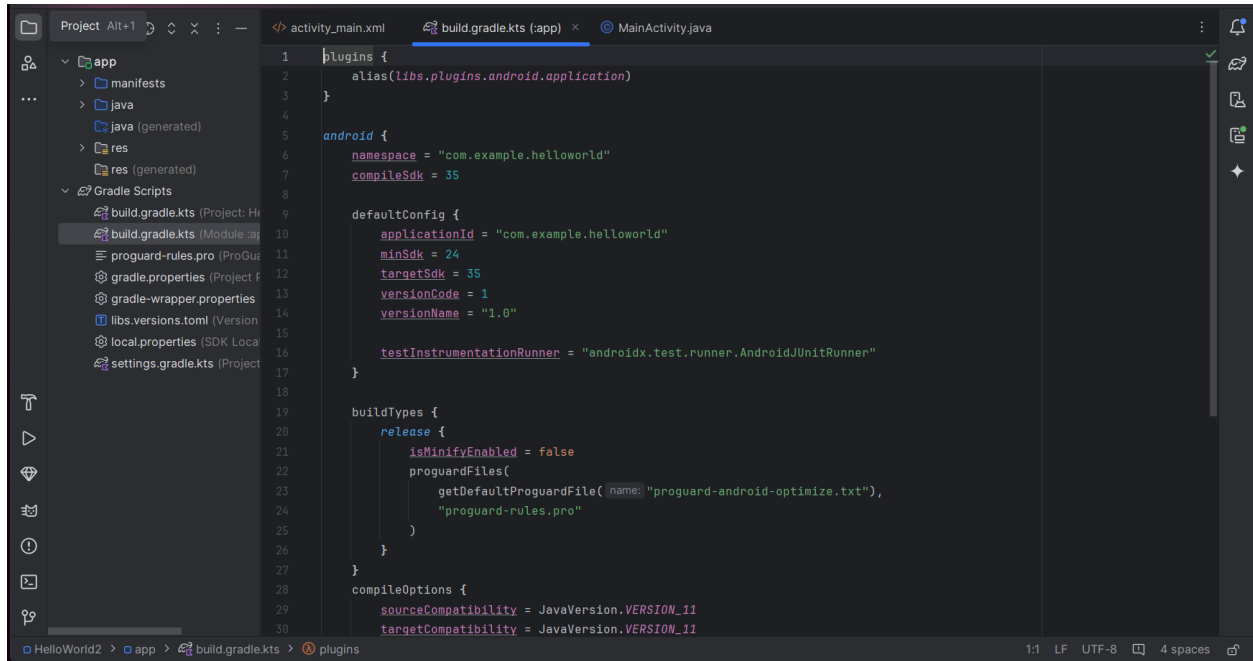 Project Alt+1
activity_main.xml
build.gradle.kts (:app)
MainActivity.java
app
manifests
java
java (generated)
res
res (generated)
Gradle Scripts
build.gradle.kts (Project: He
build.gradle.kts (Module :ap
proguard-rules.pro (ProGua
gradle.properties (Project P
gradle-wrapper.properties
libs.versions.toml (Version
local.properties (SDK Loca
settings.gradle.kts (Project
1 plugins {
2 alias(libs.plugins.android.application)
3 }
4
5 android {
6 namespace = "com.example.helloworld"
7 compileSdk = 35
8
9 defaultConfig {
10 applicationId = "com.example.helloworld"
11 minSdk = 24
12 targetSdk = 35
13 versionCode = 1
14 versionName = "1.0"
15
16 testInstrumentationRunner = "androidx.test.runner.AndroidJUnitRunner"
17 }
18
19 buildTypes {
20 release {
21 isMinifyEnabled = false
22 proguardFiles(
23 getDefaultProguardFile( name: "proguard-android-optimize.txt"),
24 "proguard-rules.pro"
25 )
26 }
27 }
28 compileOptions {
29 sourceCompatibility = JavaVersion.VERSION_11
30 targetCompatibility = JavaVersion.VERSION_11
HelloWorld2 > app > build.gradle.kts > plugins
1:1 LF UTF-8 4 spaces